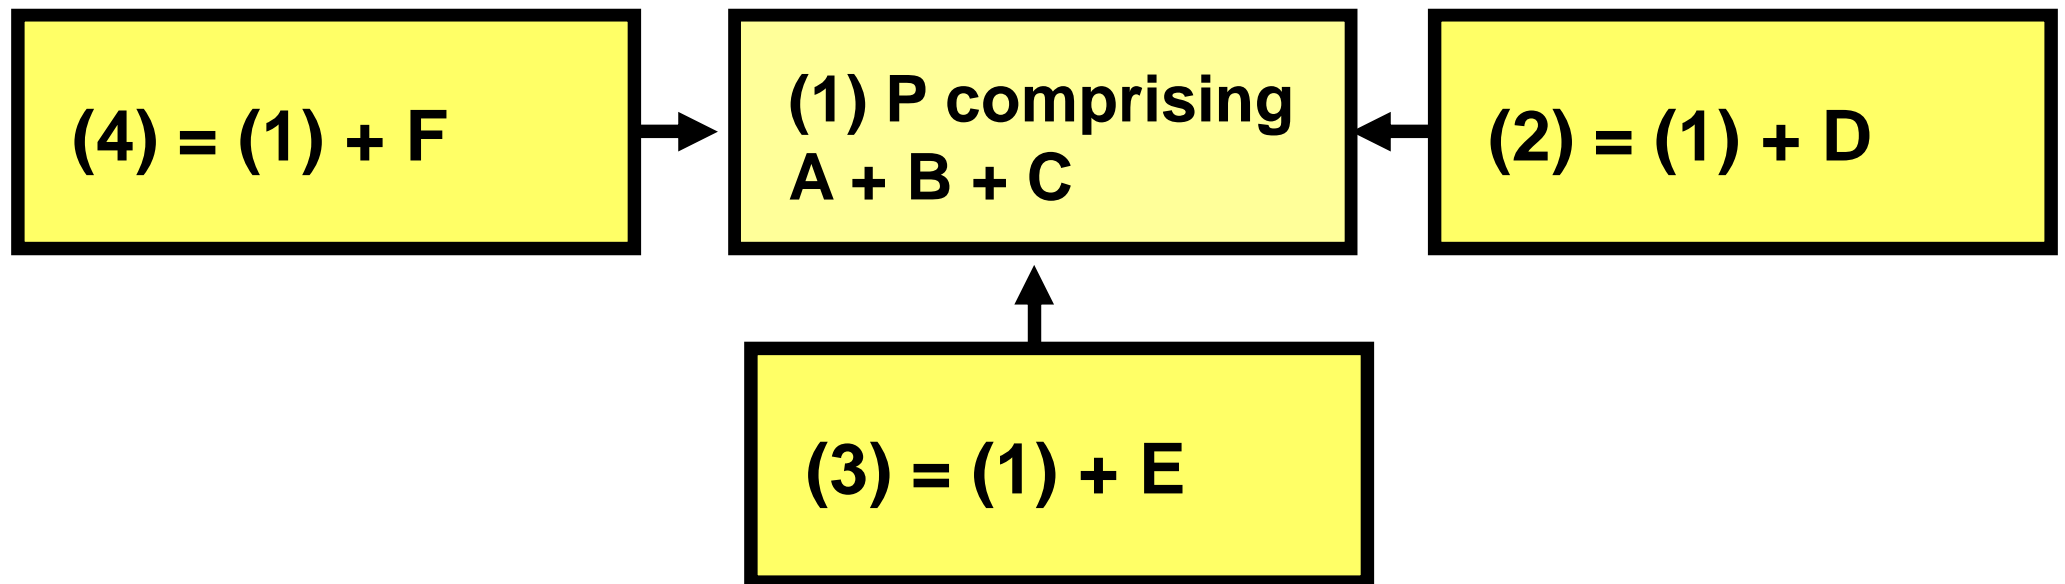 (4) = (1) + F
(1) P comprising
A + B + C
(2) = (1) + D
(3) = (1) + E